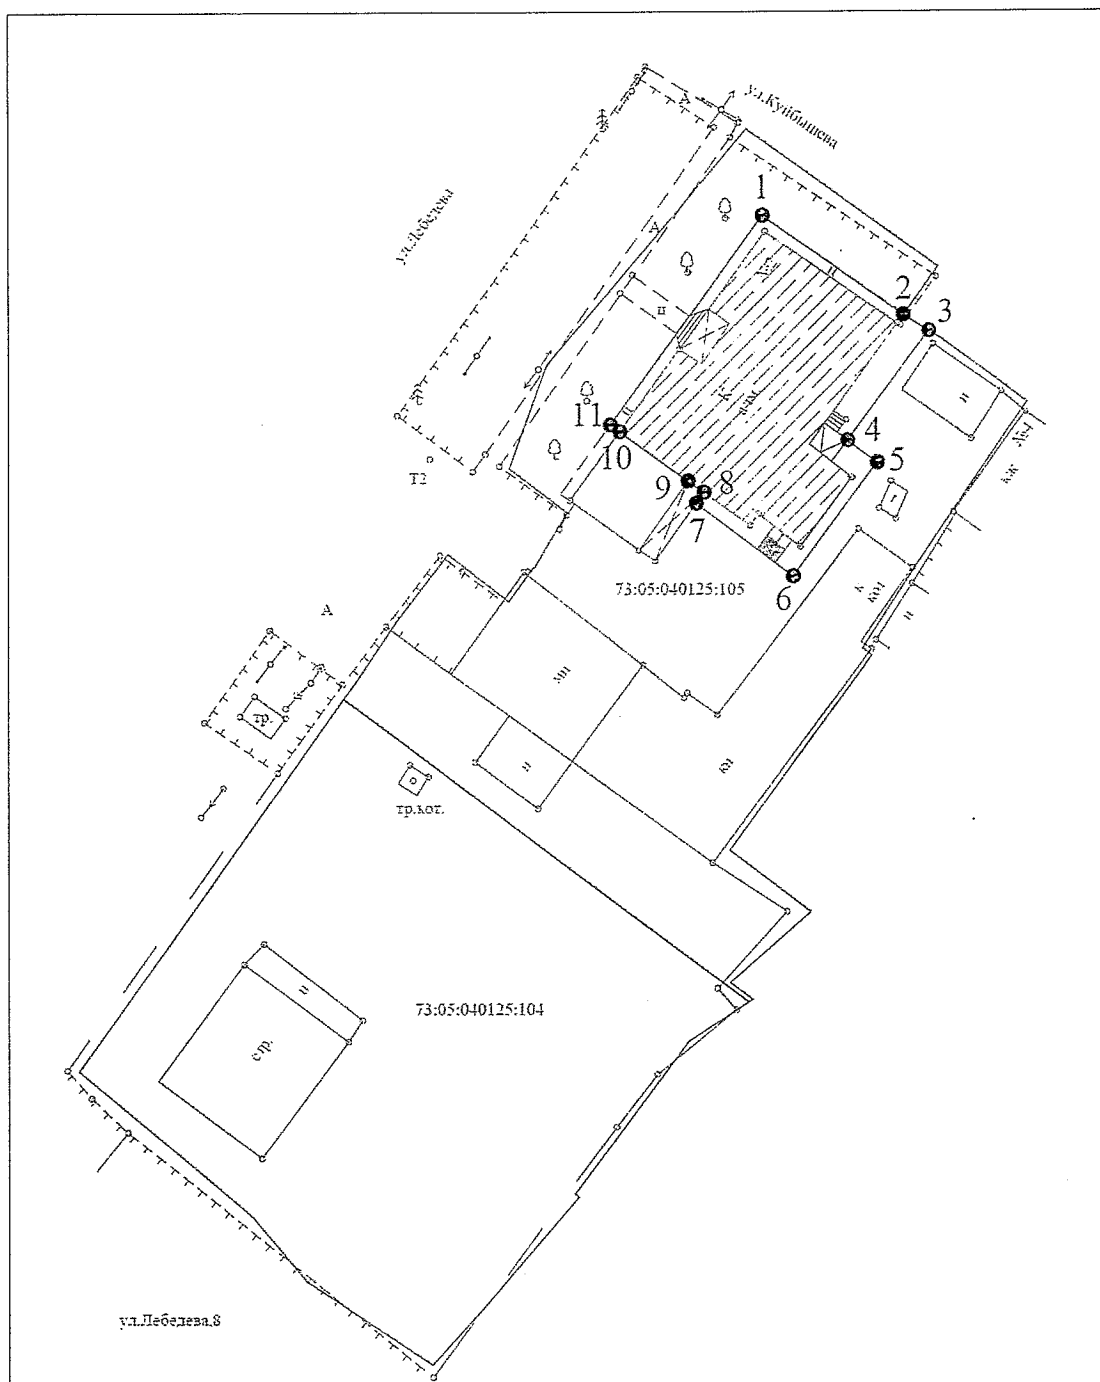 ул.Куйбышева
А
ул.Лебедева
1
А
2
3
п
К
п
4
11
10
5
Т2
9
8
7
6
73:05:040125:105
К
н
А
тр.
н
тр.кот.
н
73:05:040125:104
стр.
ул.Лебедева,8